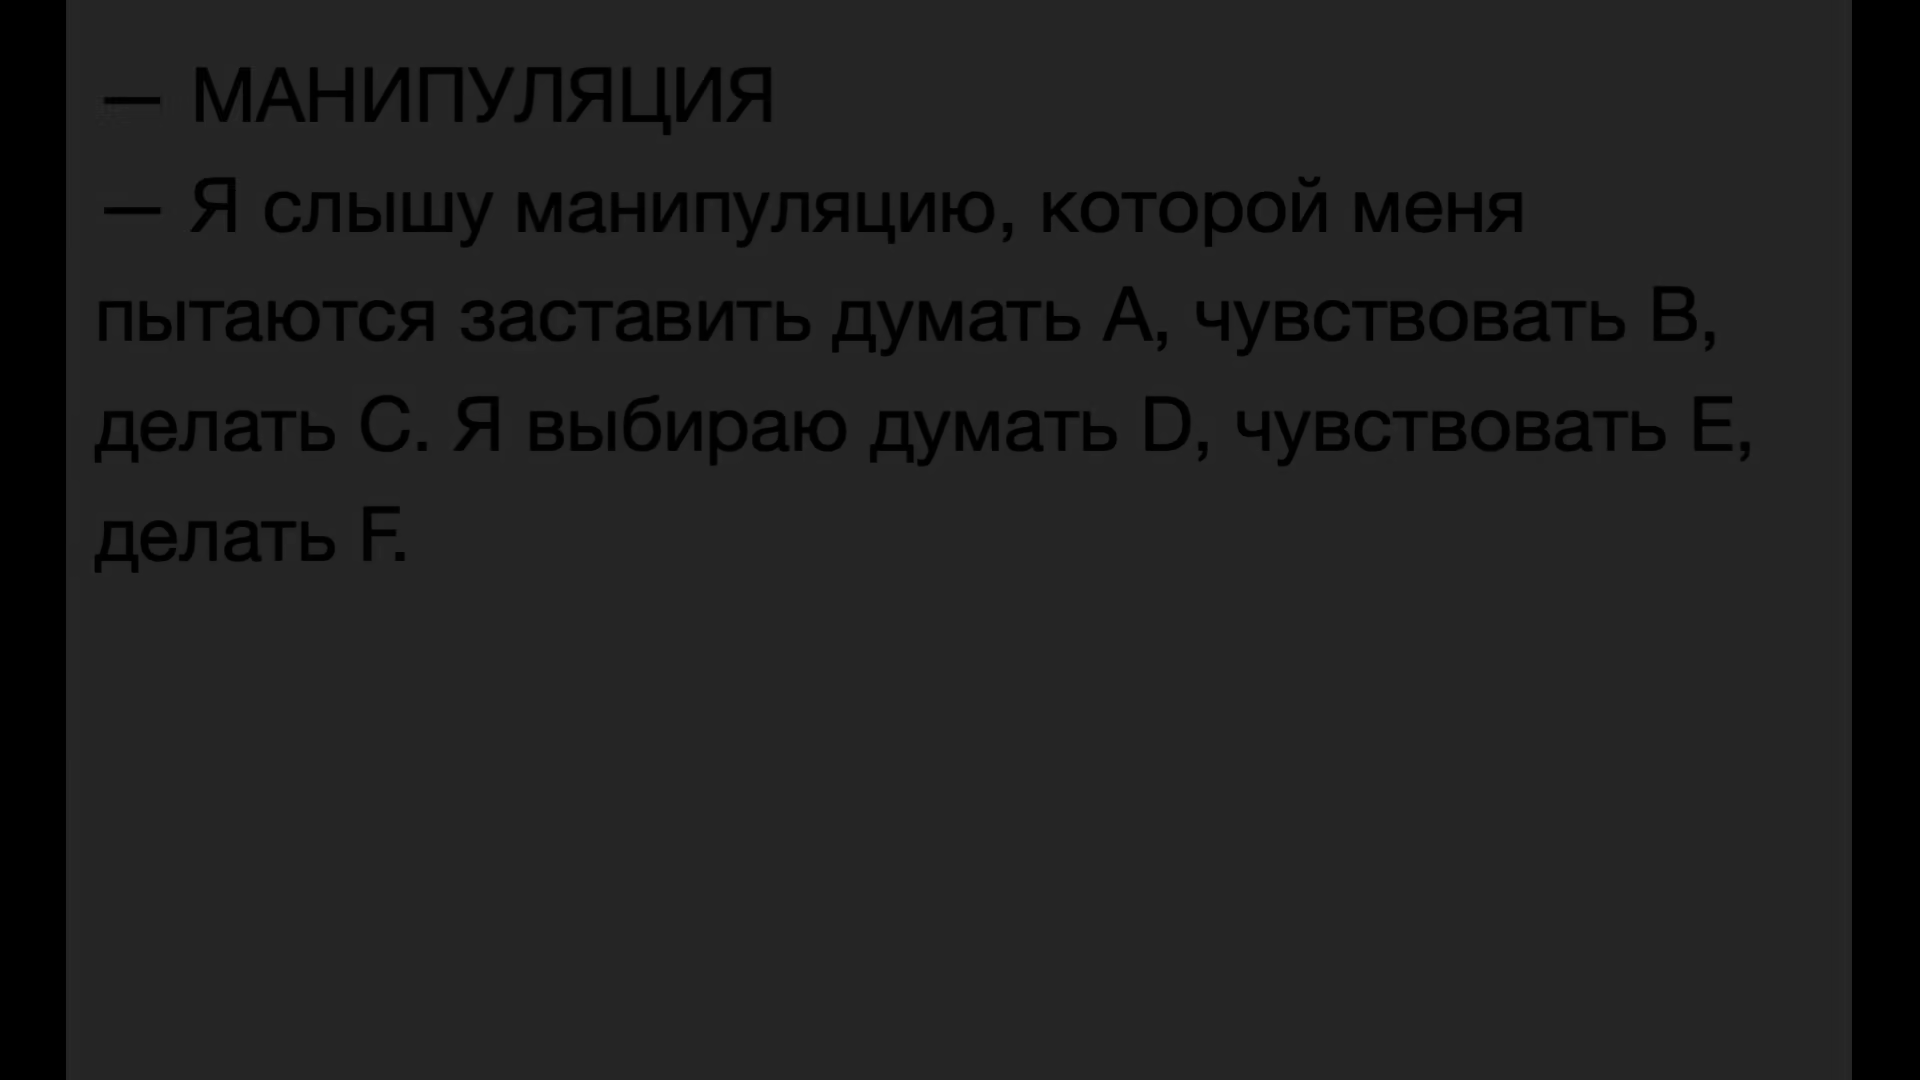 — МАНИПУЛЯЦИЯ
— Я слышу манипуляцию, которой меня
пытаются заставить думать A, чувствовать B,
делать C. Я выбираю думать D, чувствовать E,
делать F.